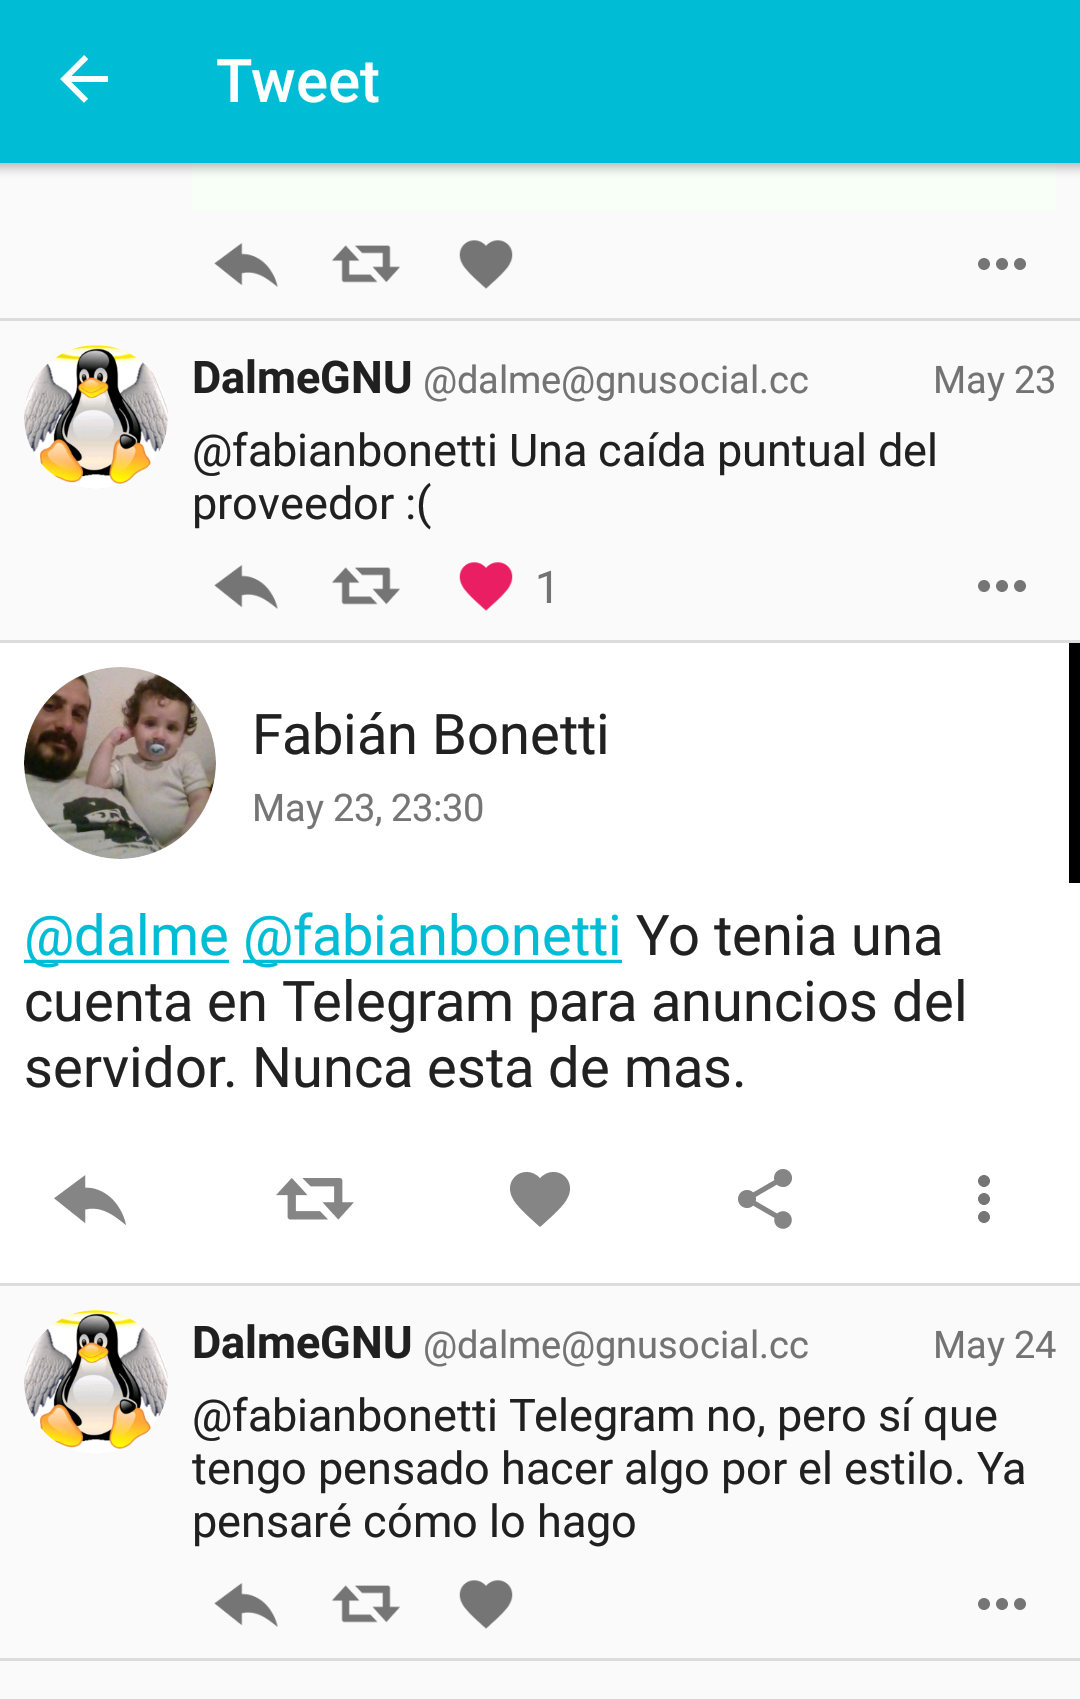 Tweet
DalmeGNU @dalme@gnusocial.cc May 23
@fabianbonetti Una caída puntual del
proveedor :(
1
Fabián Bonetti
May 23, 23:30
@dalme @fabianbonetti Yo tenia una
cuenta en Telegram para anuncios del
servidor. Nunca esta de mas.
DalmeGNU @dalme@gnusocial.cc May 24
@fabianbonetti Telegram no, pero sí que
tengo pensado hacer algo por el estilo. Ya
pensaré cómo lo hago